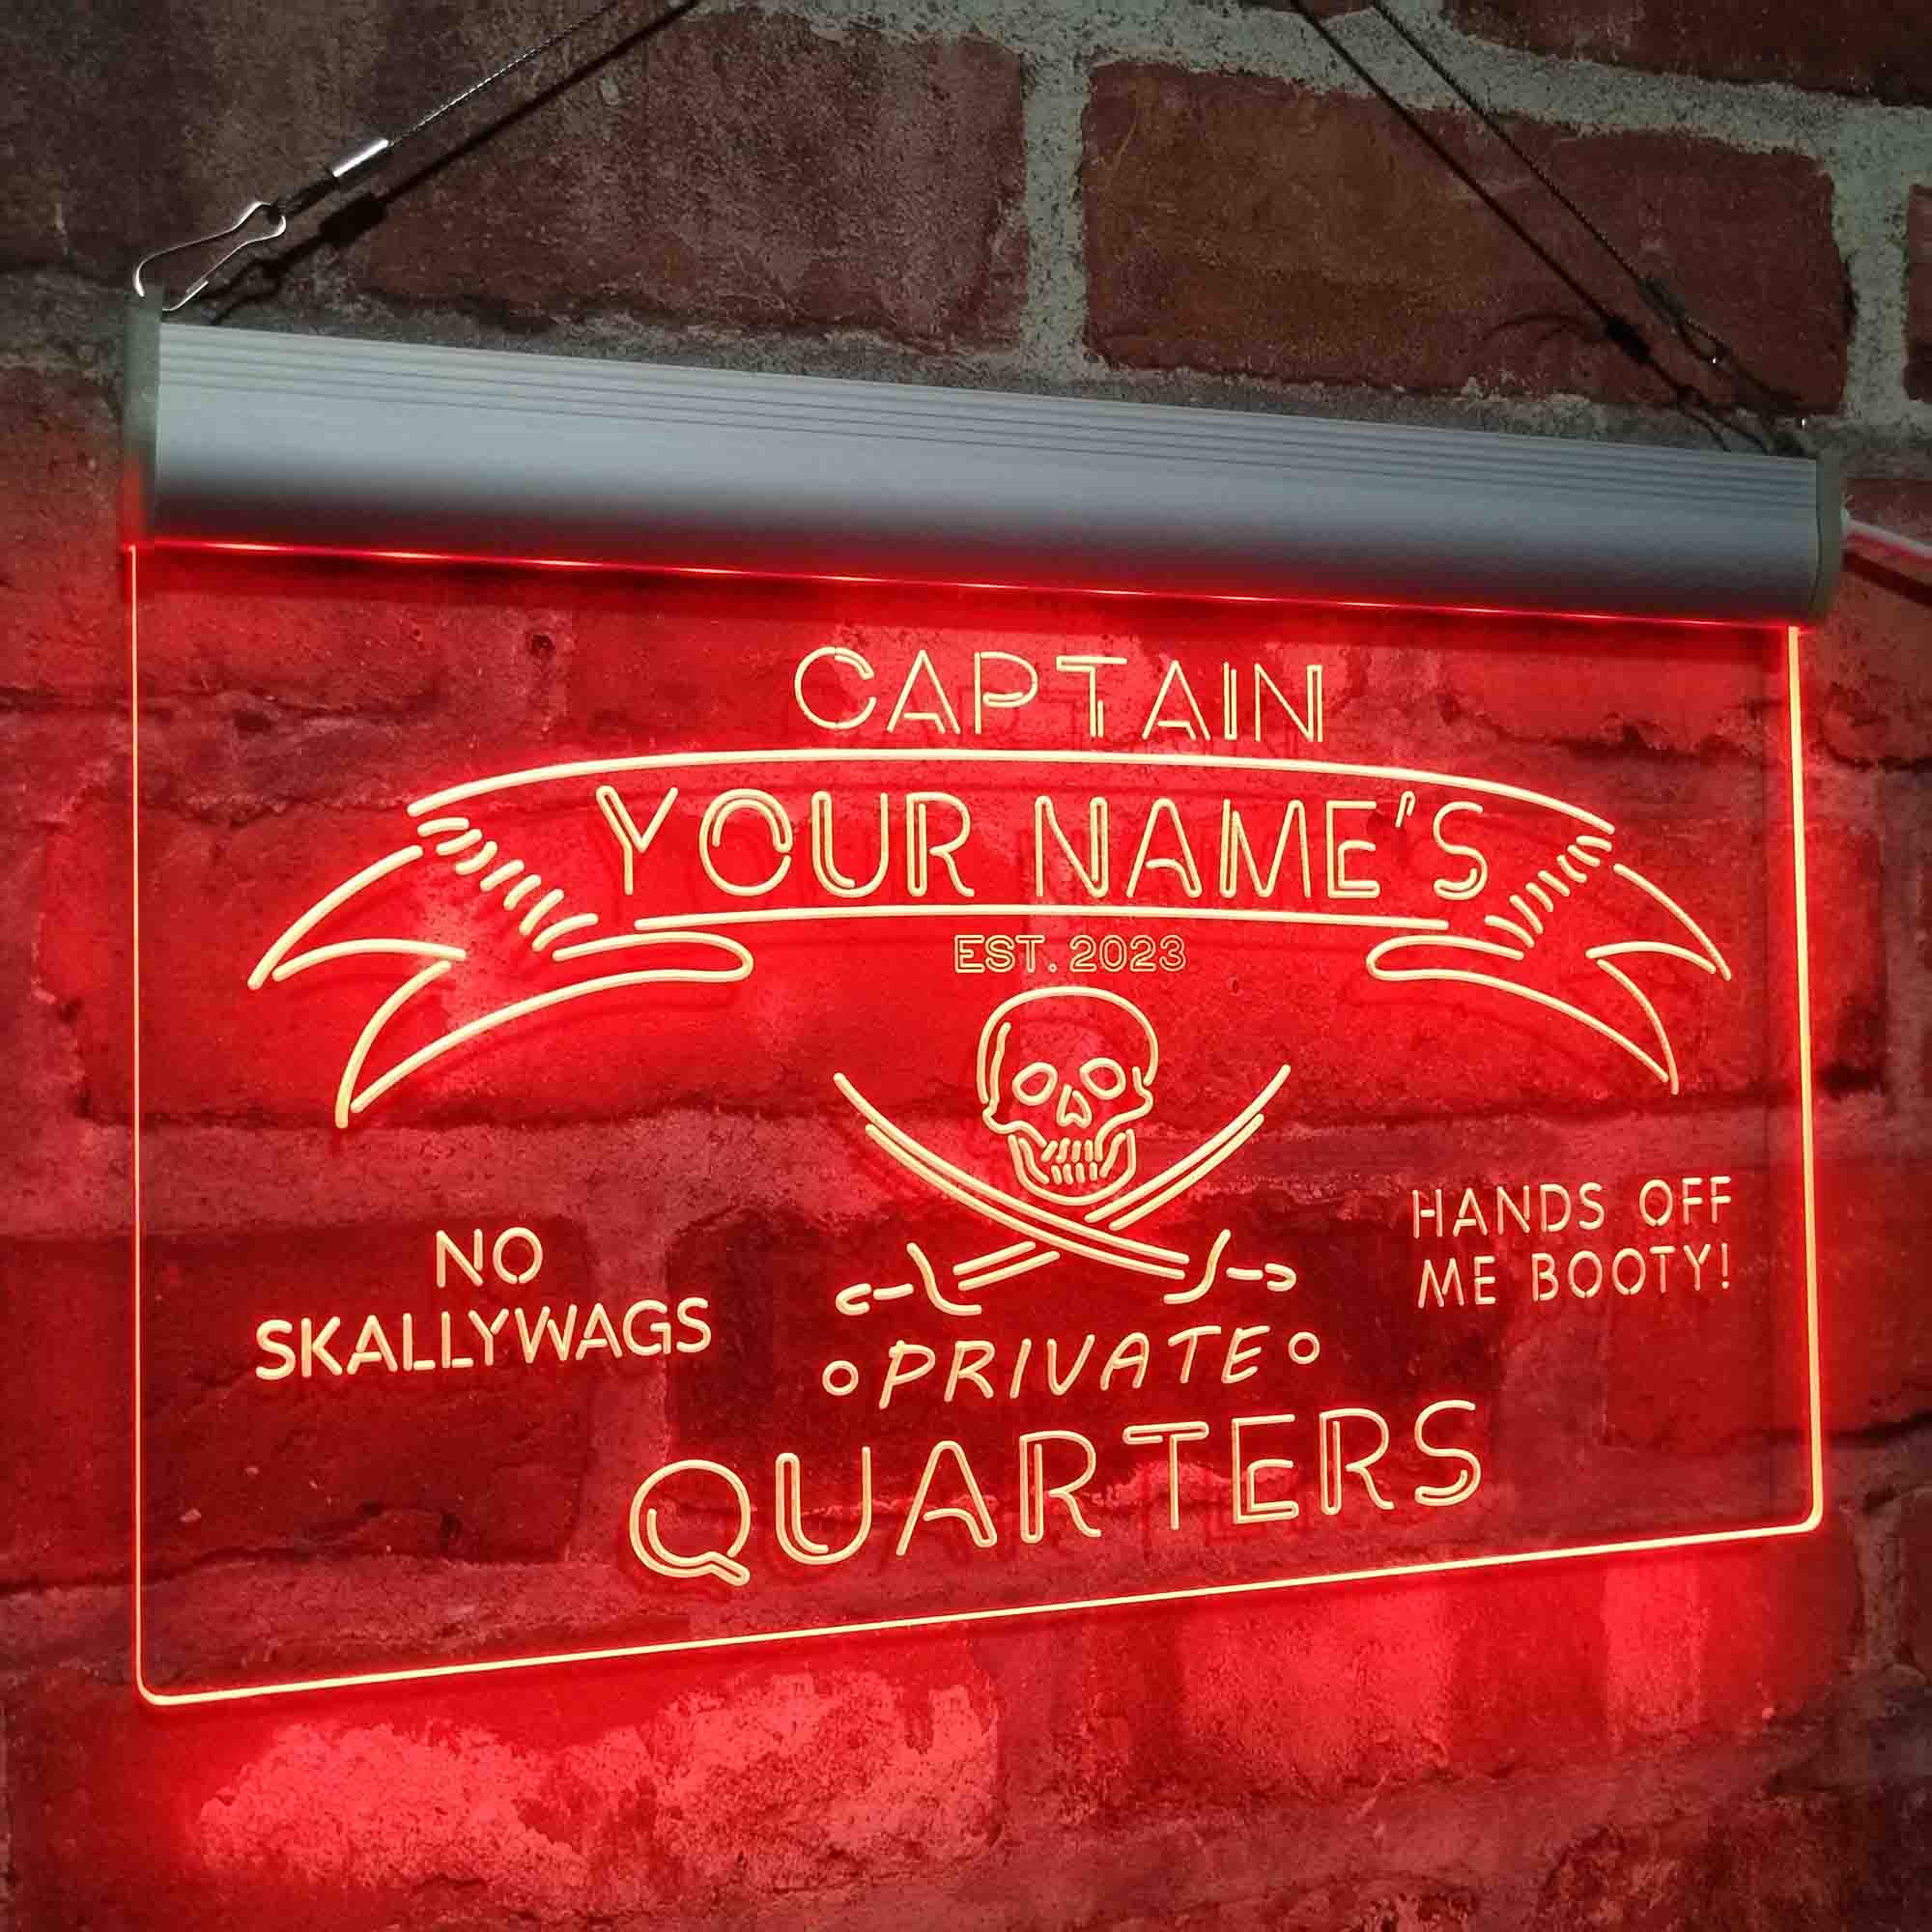 CAPTAIN
YOUR NAME'S
EST. 2023
NO
SKALLYWAGS
HANDS OFF
ME BOOTY!
PRIVATE
QUARTERS